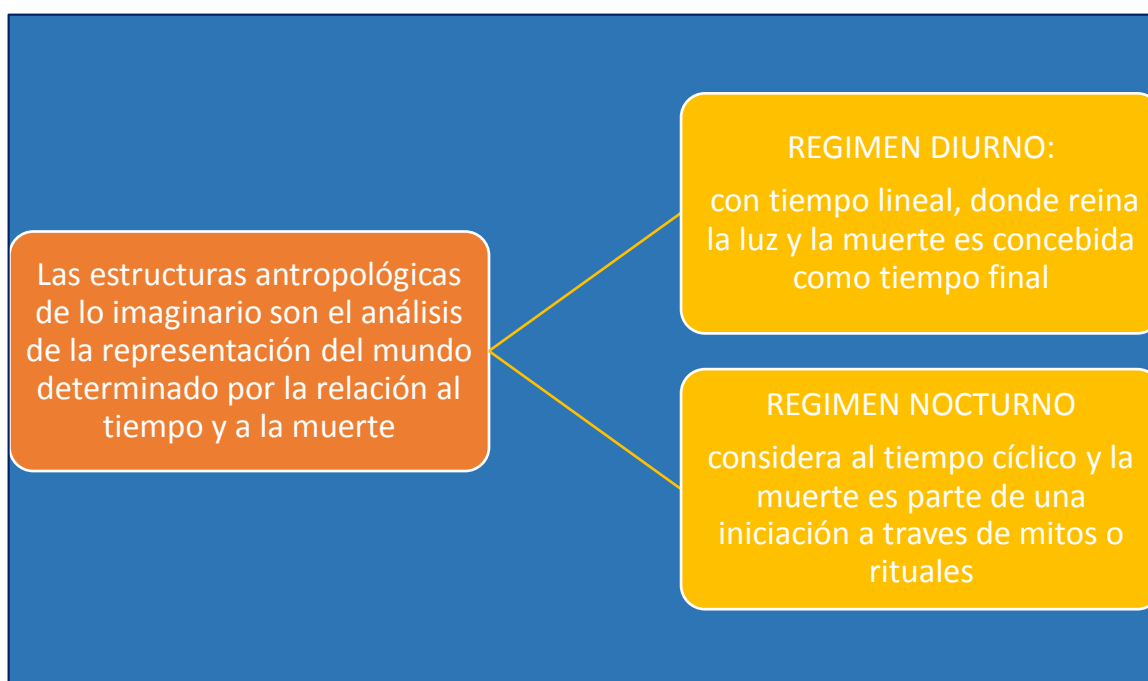 Las estructuras antropológicas
de lo imaginario son el análisis
de la representación del mundo
determinado por la relación al
tiempo y a la muerte
REGIMEN DIURNO:
con tiempo lineal, donde reina
la luz y la muerte es concebida
como tiempo final
REGIMEN NOCTURNO
considera al tiempo cíclico y la
muerte es parte de una
iniciación a traves de mitos o
rituales